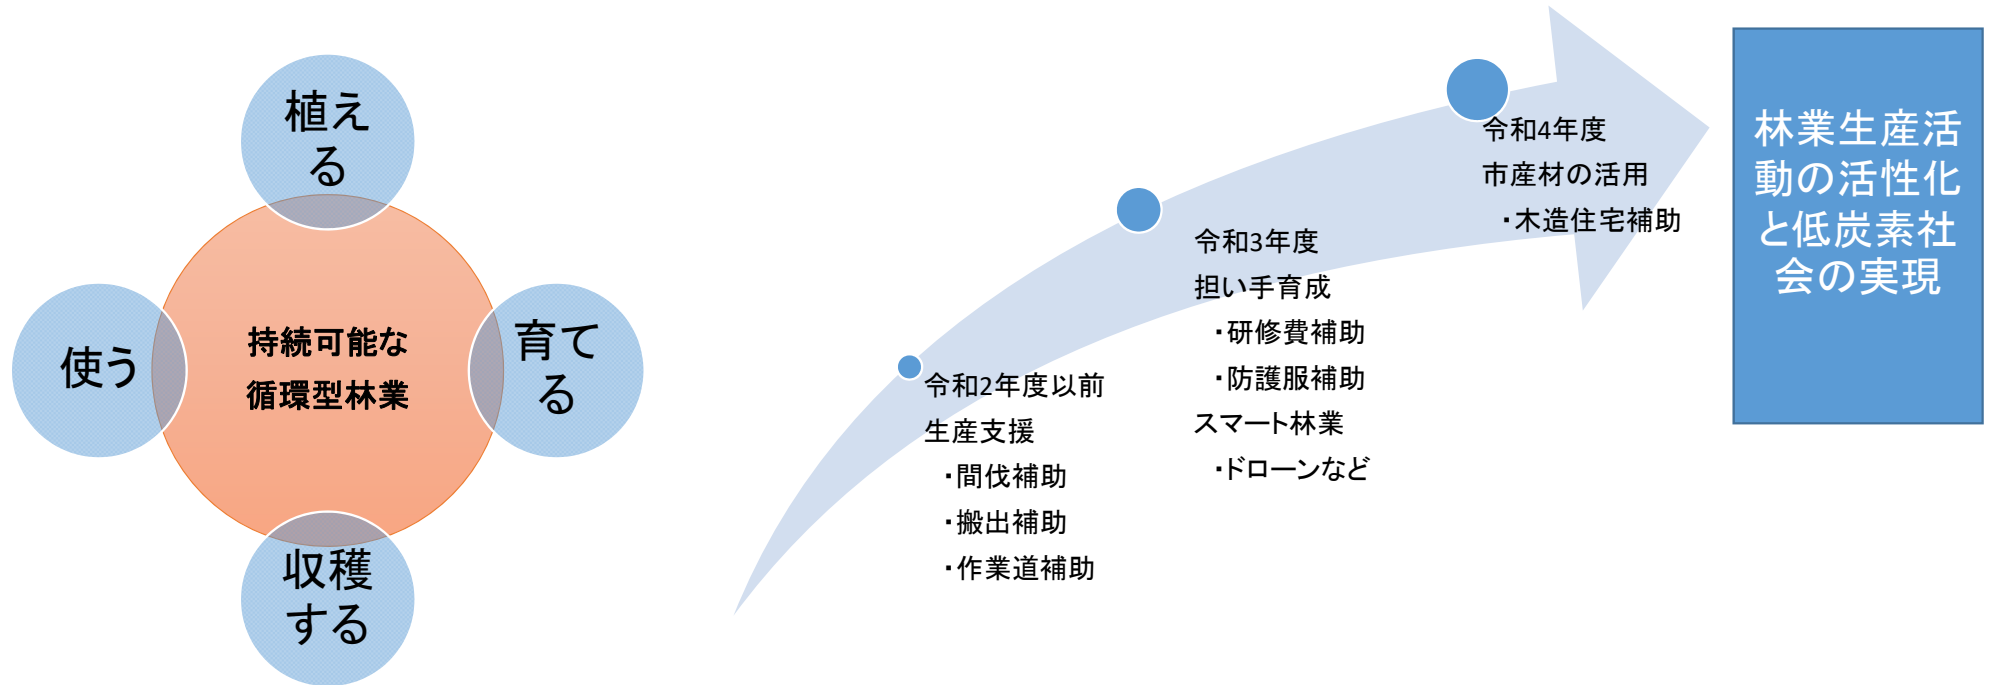 植え
る
使う
持続可能な
循環型林業
育て
る
収穫
する
令和2年度以前
生産支援
・間伐補助
・搬出補助
・作業道補助
令和3年度
担い手育成
・研修費補助
・防護服補助
スマート林業
・ドローンなど
令和4年度
市産材の活用
・木造住宅補助
林業生産活
動の活性化
と低炭素社
会の実現